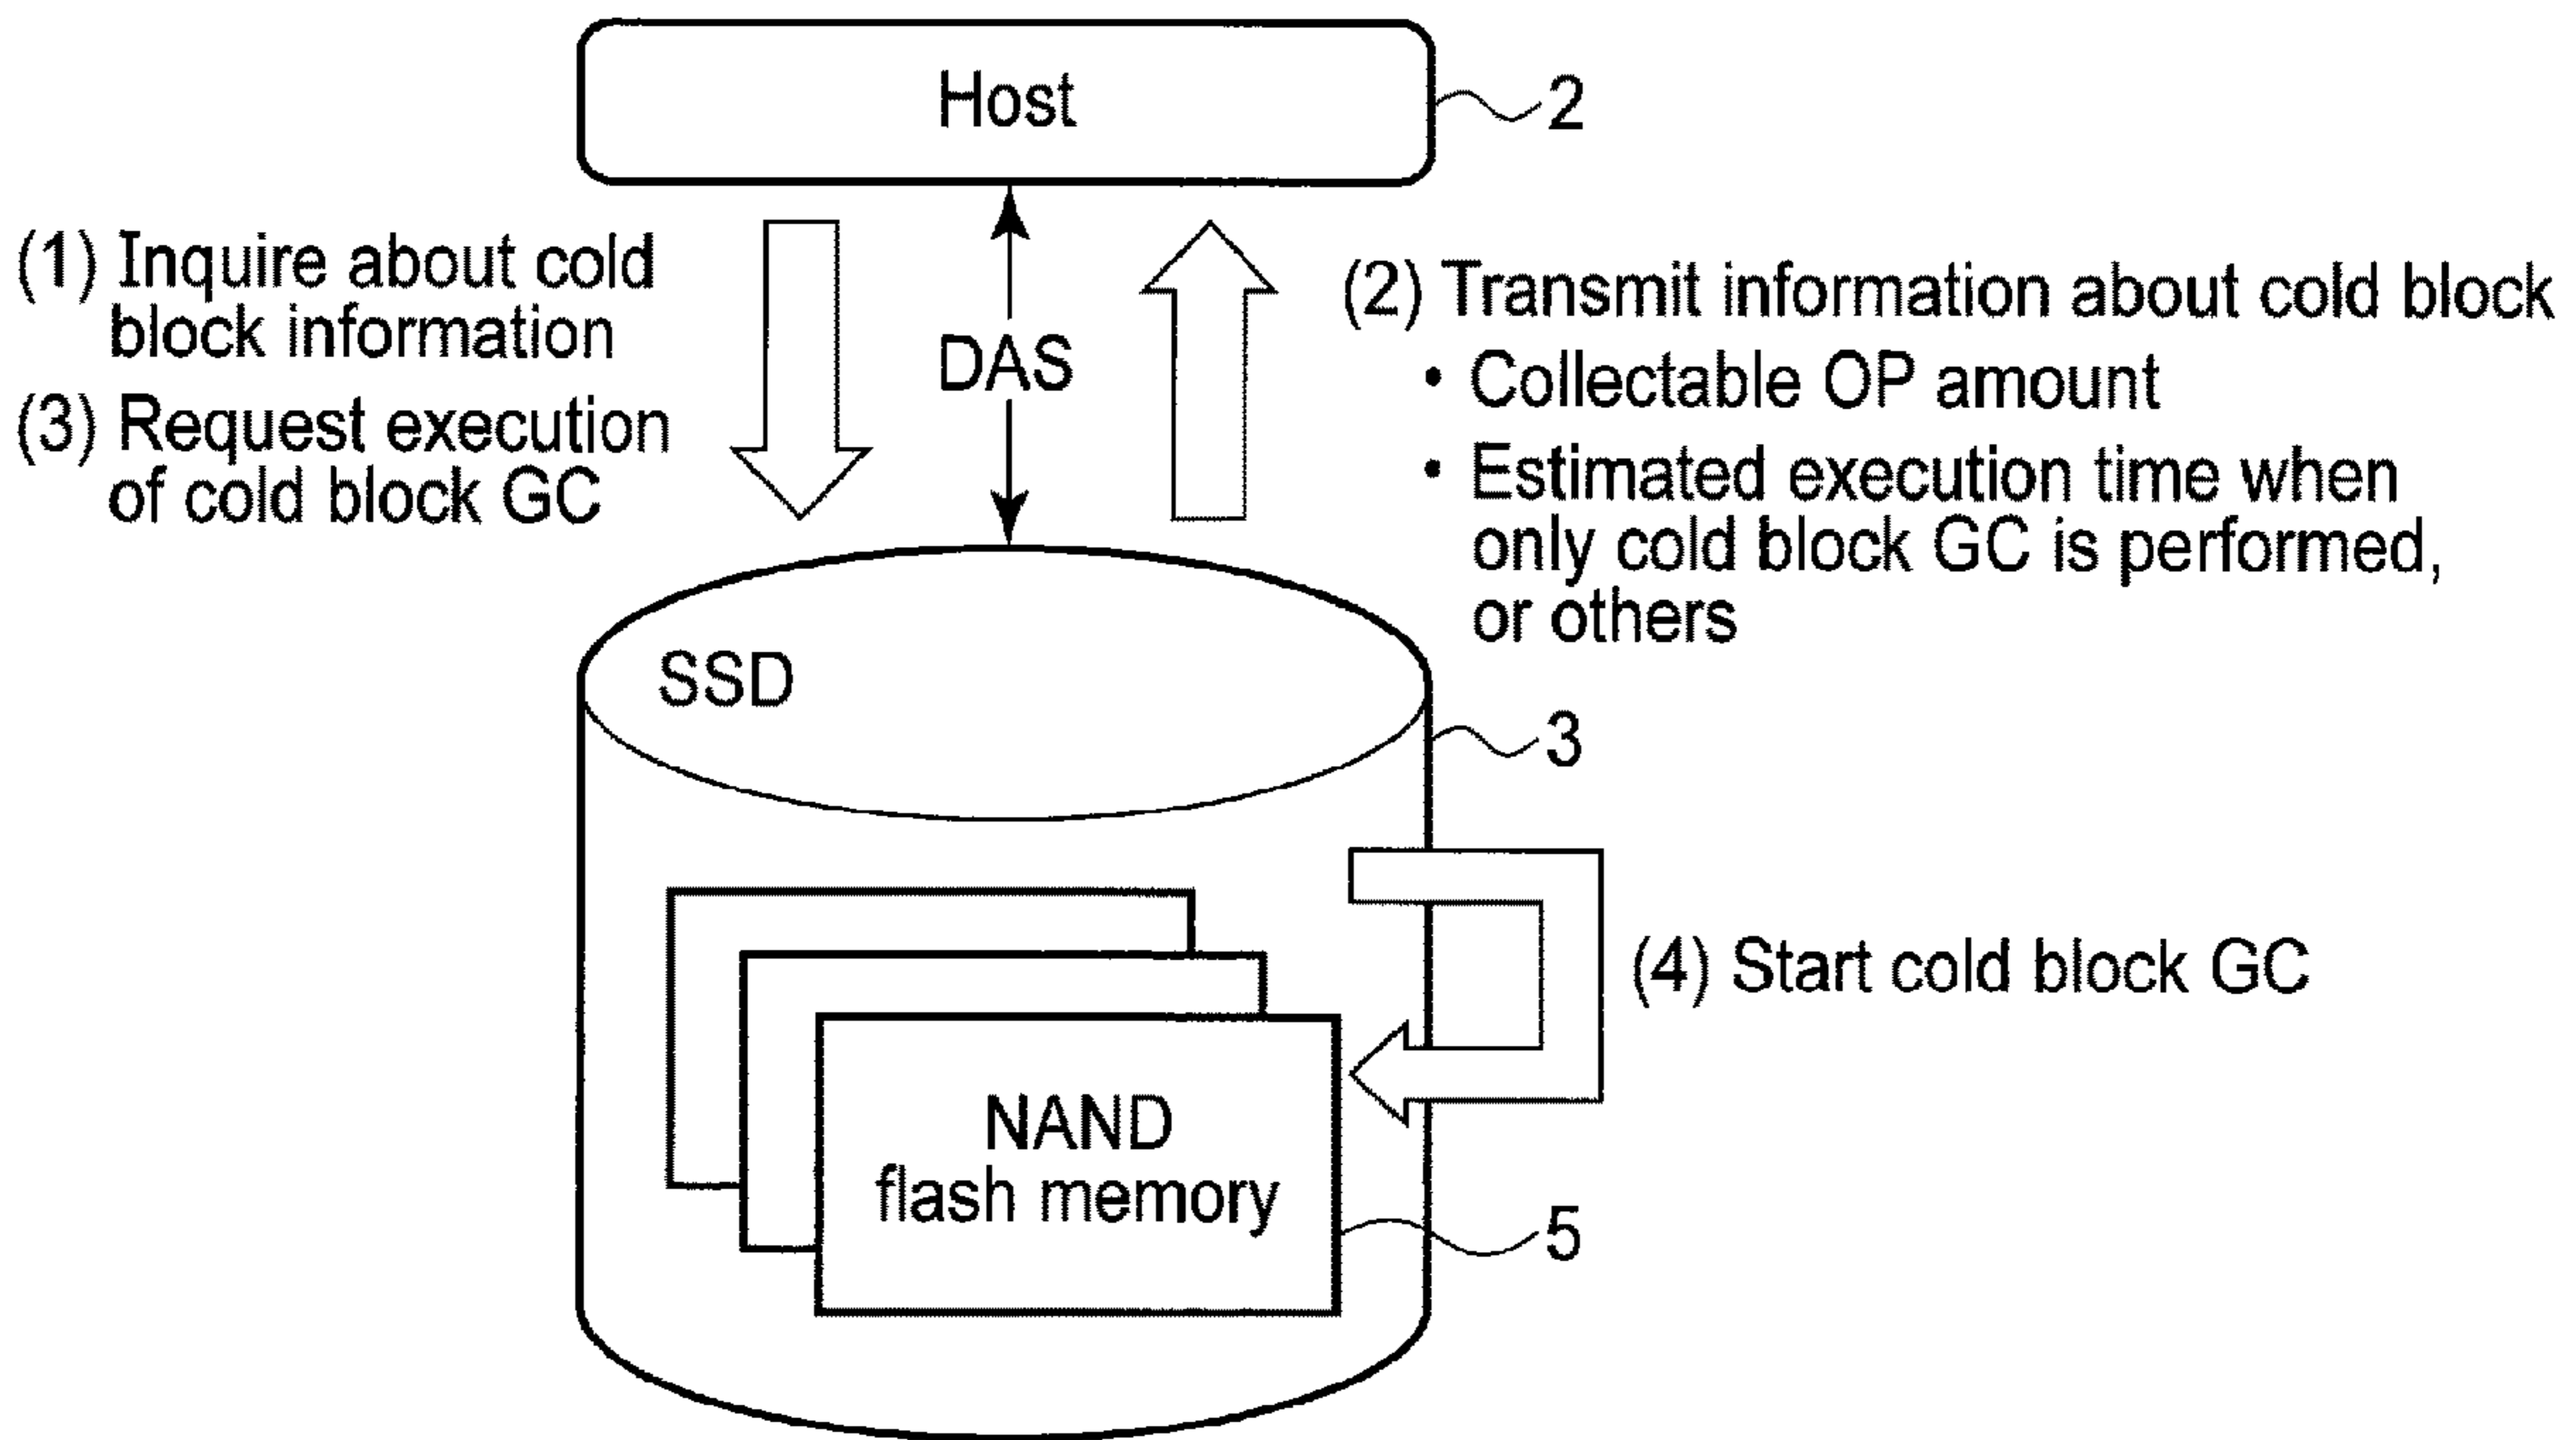 Host
2
(1) Inquire about cold
block information
(3) Request execution
of cold block GC
DAS
(2) Transmit information about cold block
• Collectable OP amount
• Estimated execution time when
only cold block GC is performed,
or others
SSD
3
(4) Start cold block GC
NAND
flash memory
5